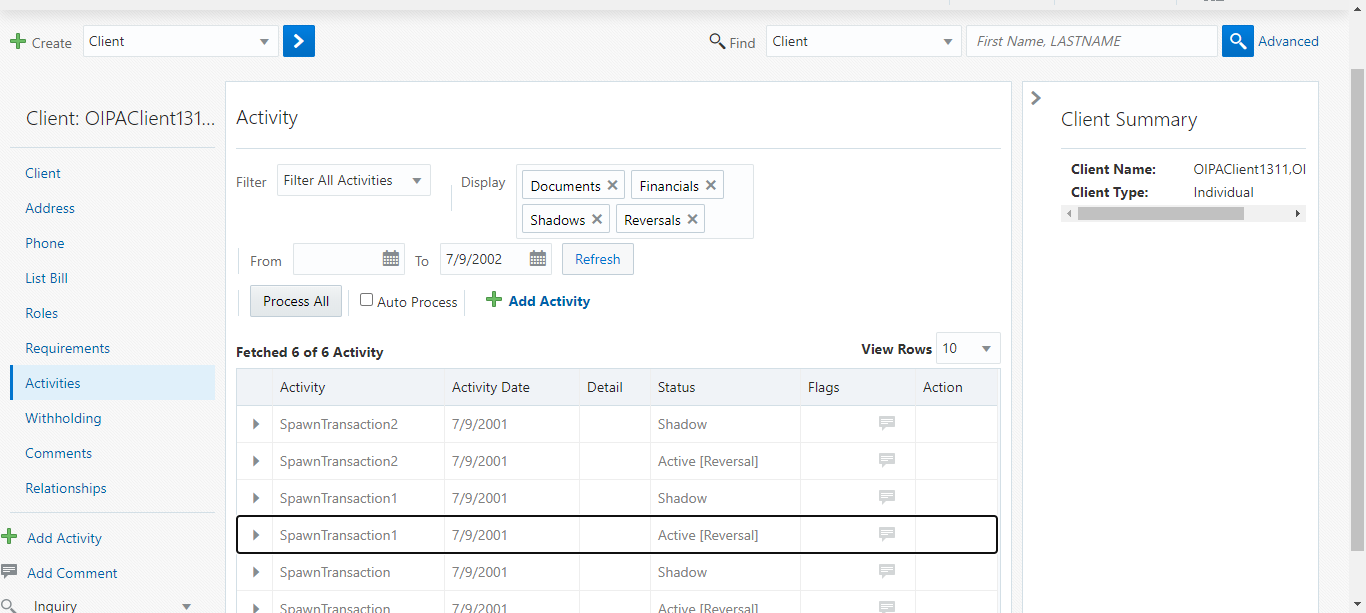 Create Client Find Client First Name, LASTNAME Advanced
Client: OIPAClient131...
Client
Address
Phone
List Bill
Roles
Requirements
Activities
Withholding
Comments
Relationships
Add Activity
Add Comment
Inquiry
Activity
Filter Filter All Activities Display Documents Financials
Shadows Reversals
From To 7/9/2002 Refresh
Process All Auto Process Add Activity
Fetched 6 of 6 Activity View Rows 10
Activity Activity Date Detail Status Flags Action
SpawnTransaction2 7/9/2001 Shadow
SpawnTransaction2 7/9/2001 Active [Reversal]
SpawnTransaction1 7/9/2001 Shadow
SpawnTransaction1 7/9/2001 Active [Reversal]
SpawnTransaction 7/9/2001 Shadow
SpawnTransaction 7/9/2001 Active [Reversal]
Client Summary
Client Name: OIPAClient1311,OI
Client Type: Individual